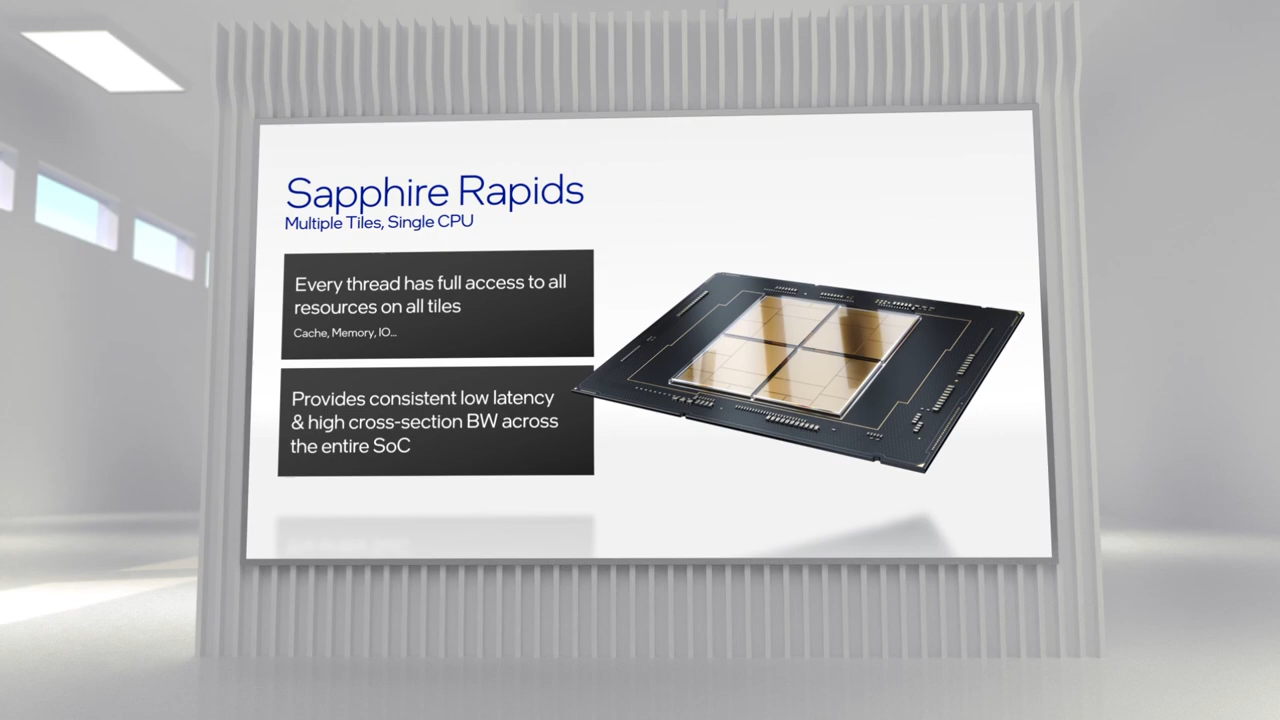 Sapphire Rapids
Multiple Tiles, Single CPU
Every thread has full access to all
resources on all tiles
Cache, Memory, IO...
Provides consistent low latency
& high cross-section BW across
the entire SoC